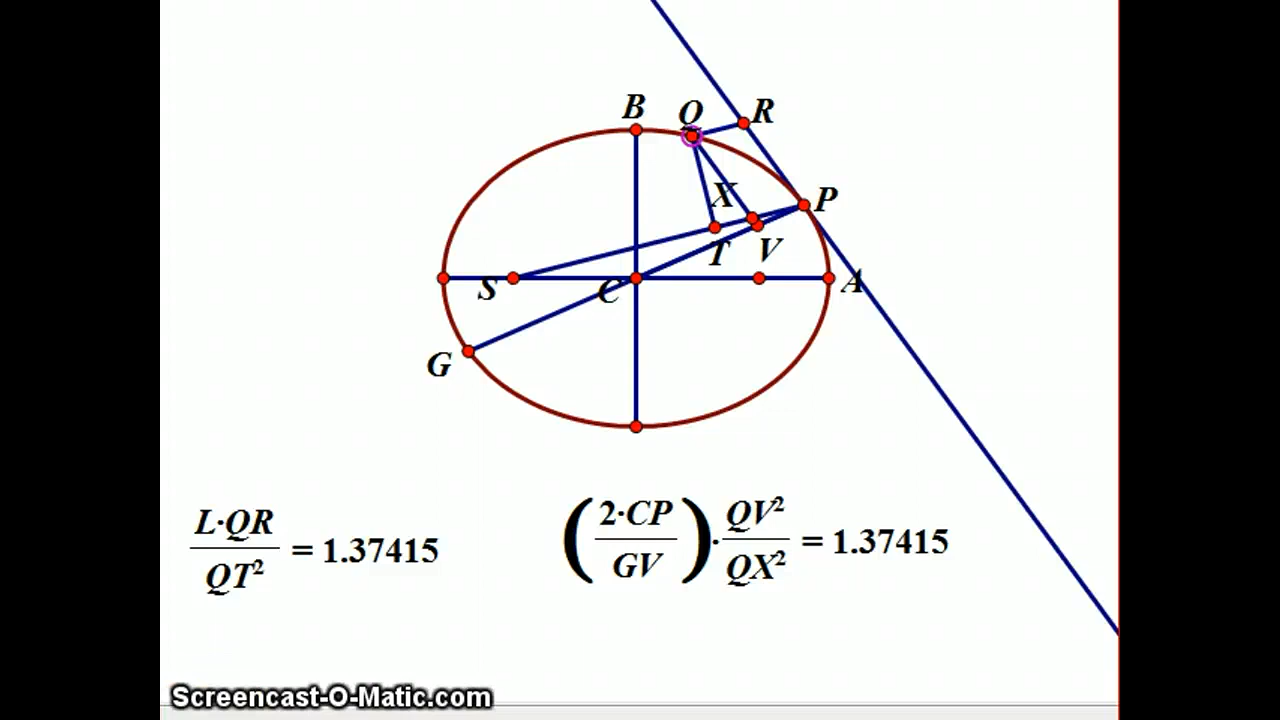 B
Q
R
X
P
T
V
S
C
A
G
L·QR / QT² = 1.37415
(2·CP / GV) · QV² / QX² = 1.37415
Screencast-O-Matic.com